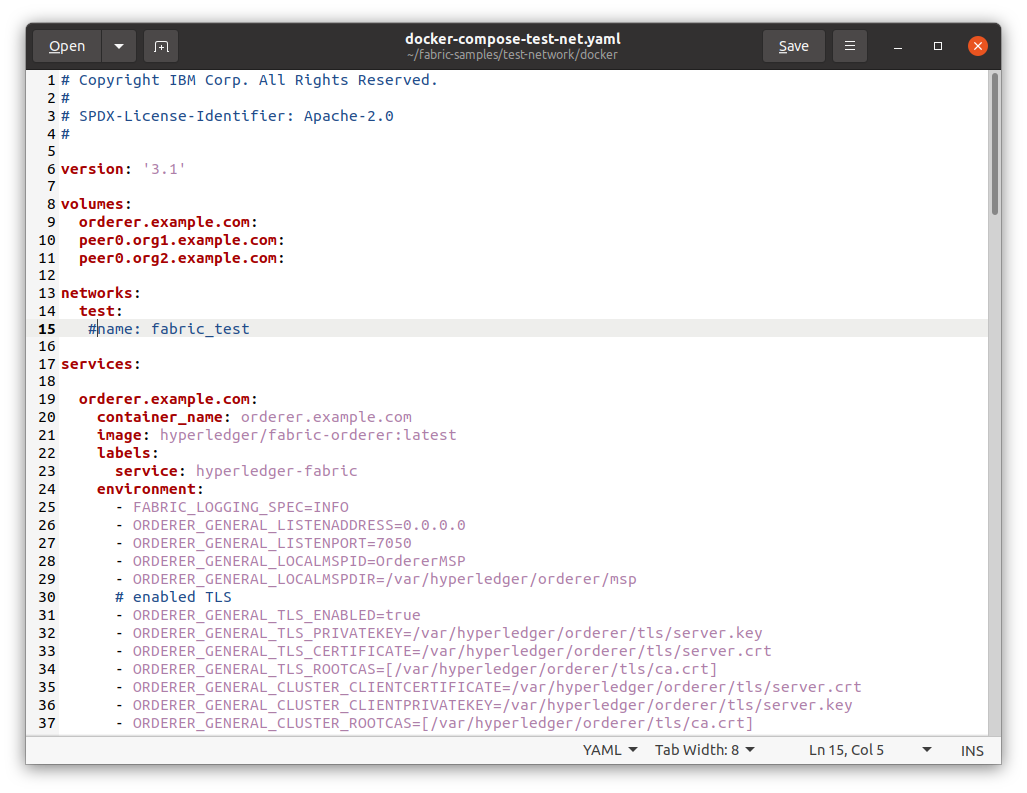 Open
docker-compose-test-net.yaml
~/fabric-samples/test-network/docker
Save
1 # Copyright IBM Corp. All Rights Reserved.
2 #
3 # SPDX-License-Identifier: Apache-2.0
4 #
5
6 version: '3.1'
7
8 volumes:
9   orderer.example.com:
10   peer0.org1.example.com:
11   peer0.org2.example.com:
12
13 networks:
14   test:
15    #name: fabric_test
16
17 services:
18
19   orderer.example.com:
20     container_name: orderer.example.com
21     image: hyperledger/fabric-orderer:latest
22     labels:
23       service: hyperledger-fabric
24     environment:
25       - FABRIC_LOGGING_SPEC=INFO
26       - ORDERER_GENERAL_LISTENADDRESS=0.0.0.0
27       - ORDERER_GENERAL_LISTENPORT=7050
28       - ORDERER_GENERAL_LOCALMSPID=OrdererMSP
29       - ORDERER_GENERAL_LOCALMSPDIR=/var/hyperledger/orderer/msp
30       # enabled TLS
31       - ORDERER_GENERAL_TLS_ENABLED=true
32       - ORDERER_GENERAL_TLS_PRIVATEKEY=/var/hyperledger/orderer/tls/server.key
33       - ORDERER_GENERAL_TLS_CERTIFICATE=/var/hyperledger/orderer/tls/server.crt
34       - ORDERER_GENERAL_TLS_ROOTCAS=[/var/hyperledger/orderer/tls/ca.crt]
35       - ORDERER_GENERAL_CLUSTER_CLIENTCERTIFICATE=/var/hyperledger/orderer/tls/server.crt
36       - ORDERER_GENERAL_CLUSTER_CLIENTPRIVATEKEY=/var/hyperledger/orderer/tls/server.key
37       - ORDERER_GENERAL_CLUSTER_ROOTCAS=[/var/hyperledger/orderer/tls/ca.crt]
YAML Tab Width: 8 Ln 15, Col 5 INS